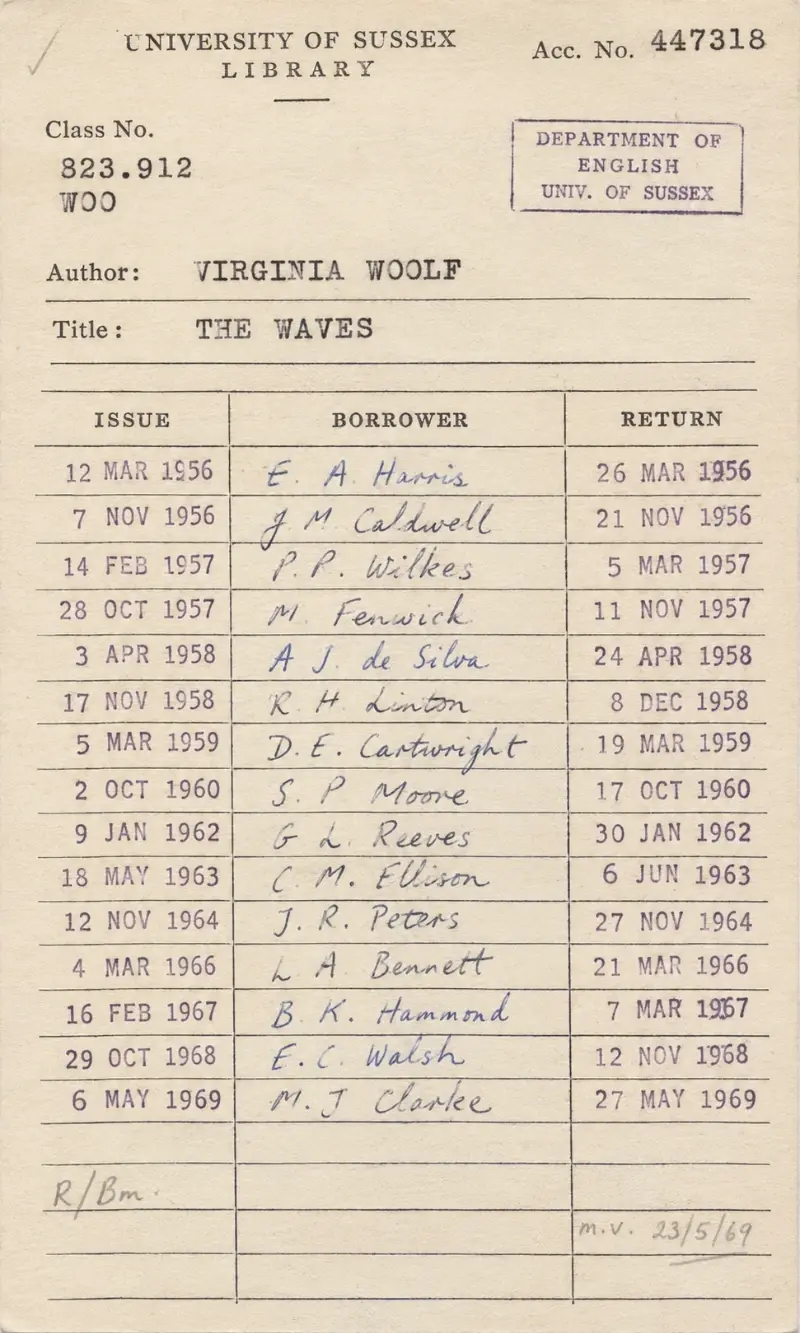 UNIVERSITY OF SUSSEX
LIBRARY
Acc. No. 447318
Class No.
823.912
WOO
DEPARTMENT OF
ENGLISH
UNIV. OF SUSSEX
Author: VIRGINIA WOOLF
Title: THE WAVES
ISSUE BORROWER RETURN
12 MAR 1956 E. A. Harris 26 MAR 1956
7 NOV 1956 J M Caldwell 21 NOV 1956
14 FEB 1957 P. P. Wilkes 5 MAR 1957
28 OCT 1957 M. Fenwick 11 NOV 1957
3 APR 1958 A J. de Silva 24 APR 1958
17 NOV 1958 R. H. Linton 8 DEC 1958
5 MAR 1959 D. E. Cartwright 19 MAR 1959
2 OCT 1960 S. P Moore 17 OCT 1960
9 JAN 1962 G L. Reeves 30 JAN 1962
18 MAY 1963 C. M. Ellison 6 JUN 1963
12 NOV 1964 J. R. Peters 27 NOV 1964
4 MAR 1966 L A Bennett 21 MAR 1966
16 FEB 1967 B. K. Hammond 7 MAR 1967
29 OCT 1968 E. C. Walsh 12 NOV 1968
6 MAY 1969 M. J Clarke 27 MAY 1969
R/Bm.
m.v. 23/5/69